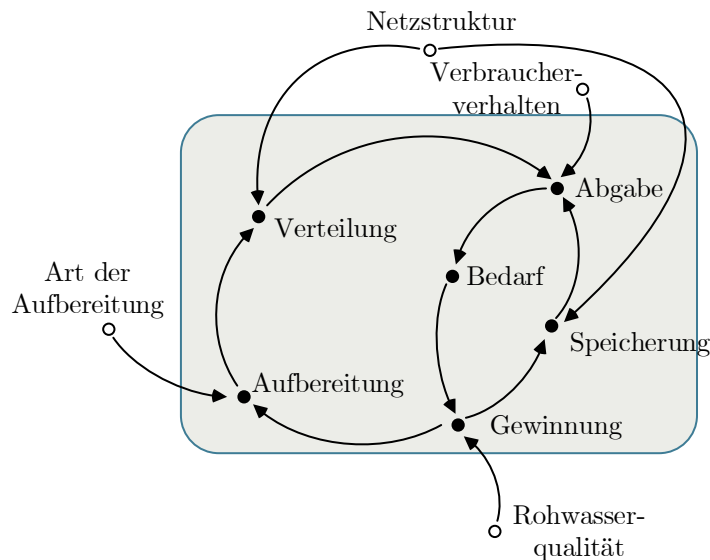 Netzstruktur
Verbraucher-
verhalten
Abgabe
Verteilung
Bedarf
Art der
Aufbereitung
Speicherung
Aufbereitung
Gewinnung
Rohwasser-
qualität